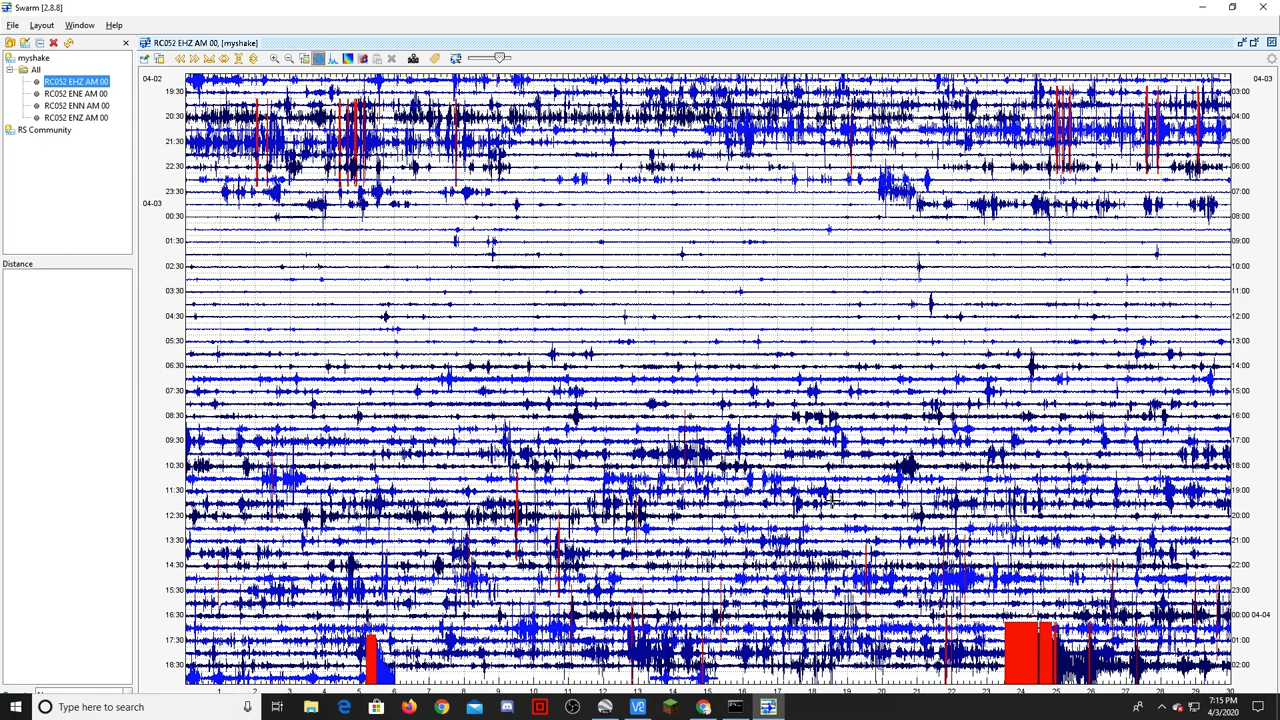 Swarm [2.8.8]
File Layout Window Help
RC052 EHZ AM 00, [myshake]
myshake
All
RC052 EHZ AM 00
RC052 ENE AM 00
RC052 ENN AM 00
RC052 ENZ AM 00
RS Community
Distance
04-02 04-03
19:30 03:00
20:30 04:00
21:30 05:00
22:30 06:00
23:30 07:00
04-03
00:30 08:00
01:30 09:00
02:30 10:00
03:30 11:00
04:30 12:00
05:30 13:00
06:30 14:00
07:30 15:00
08:30 16:00
09:30 17:00
10:30 18:00
11:30 19:00
12:30 20:00
13:30 21:00
14:30 22:00
15:30 23:00
16:30 00:00 04-04
17:30 01:00
18:30 02:00
1 2 3 4 5 6 7 8 9 10 11 12 13 14 15 16 17 18 19 20 21 22 23 24 25 26 27 28 29 30
Type here to search
7:15 PM
4/3/2020